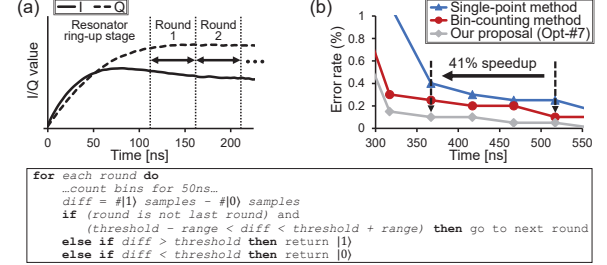 (a)
I
Q
Resonator
ring-up stage
Round
1
Round
2
I/Q value
0
50
100
150
200
Time [ns]
(b)
Single-point method
Bin-counting method
Our proposal (Opt-#7)
41% speedup
Error rate (%)
1
0.8
0.6
0.4
0.2
0
300
350
400
450
500
550
Time [ns]
for each round do
…count bins for 50ns…
diff = #|1⟩ samples - #|0⟩ samples
if (round is not last round) and
(threshold - range < diff < threshold + range) then go to next round
else if diff > threshold then return |1⟩
else if diff < threshold then return |0⟩